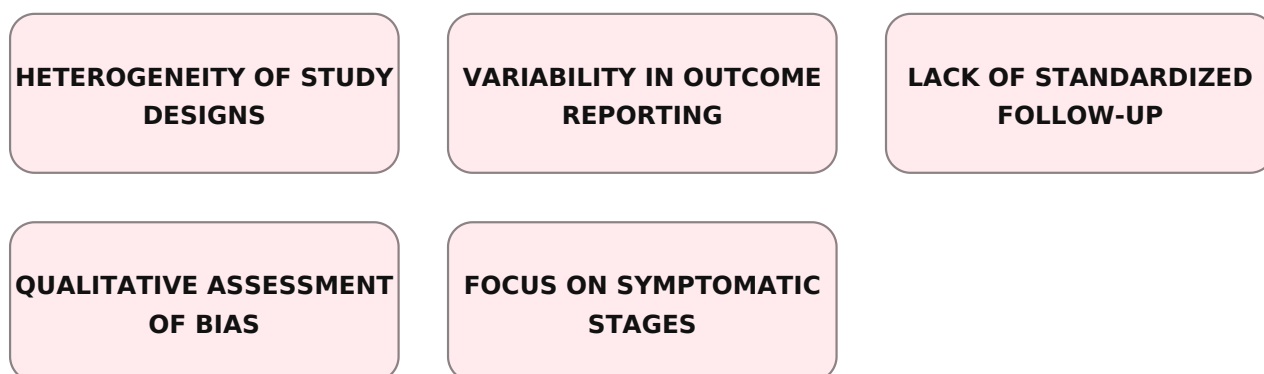 HETEROGENEITY OF STUDY
DESIGNS
VARIABILITY IN OUTCOME
REPORTING
LACK OF STANDARDIZED
FOLLOW-UP
QUALITATIVE ASSESSMENT
OF BIAS
FOCUS ON SYMPTOMATIC
STAGES